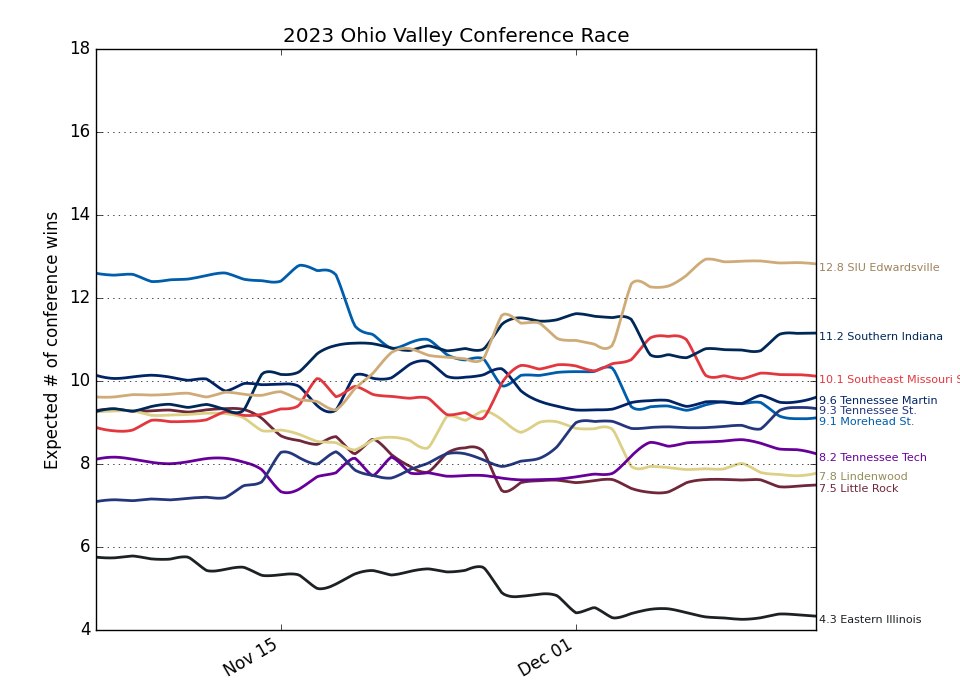 2023 Ohio Valley Conference Race
Expected # of conference wins
18
16
14
12
10
8
6
4
Nov 15
Dec 01
12.8 SIU Edwardsville
11.2 Southern Indiana
10.1 Southeast Missouri S
9.6 Tennessee Martin
9.3 Tennessee St.
9.1 Morehead St.
8.2 Tennessee Tech
7.8 Lindenwood
7.5 Little Rock
4.3 Eastern Illinois